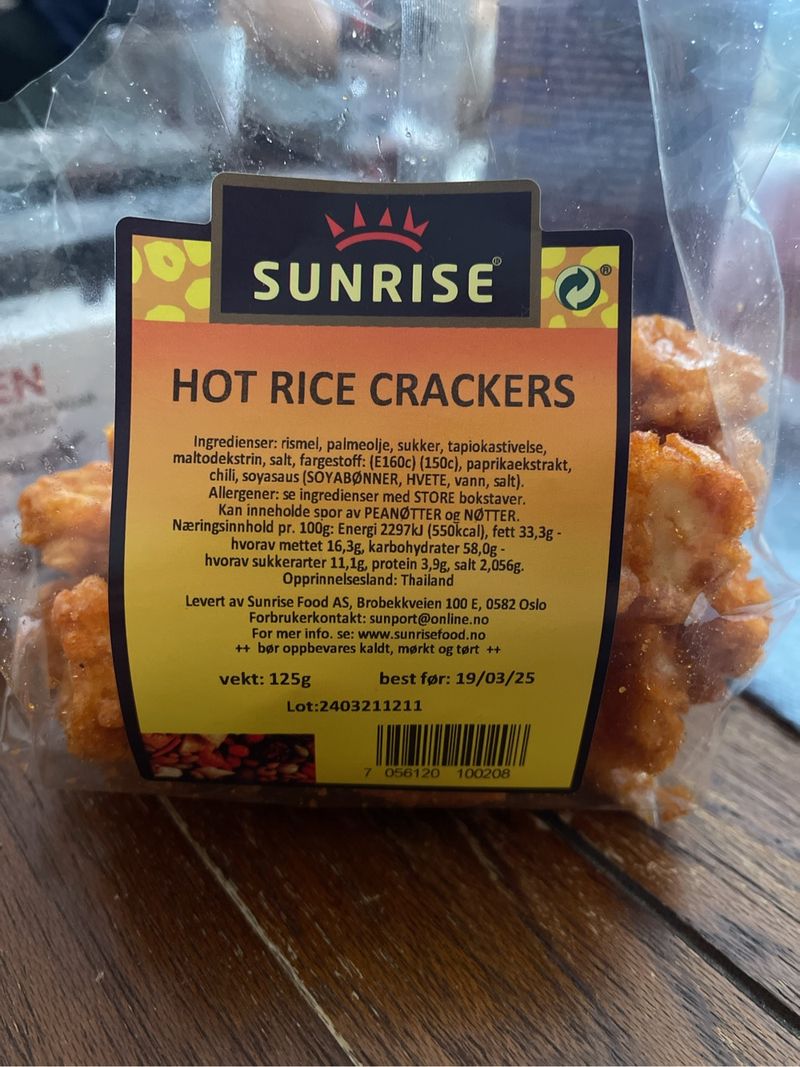 SUNRISE®
®
HOT RICE CRACKERS
Ingredienser: rismel, palmeolje, sukker, tapiokastivelse,
maltodekstrin, salt, fargestoff: (E160c) (150c), paprikaekstrakt,
chili, soyasaus (SOYABØNNER, HVETE, vann, salt).
Allergener: se ingredienser med STORE bokstaver.
Kan inneholde spor av PEANØTTER og NØTTER.
Næringsinnhold pr. 100g: Energi 2297kJ (550kcal), fett 33,3g -
hvorav mettet 16,3g, karbohydrater 58,0g -
hvorav sukkerarter 11,1g, protein 3,9g, salt 2,056g.
Opprinnelsesland: Thailand
Levert av Sunrise Food AS, Brobekkveien 100 E, 0582 Oslo
Forbrukerkontakt: sunport@online.no
For mer info. se: www.sunrisefood.no
++ bør oppbevares kaldt, mørkt og tørt ++
vekt: 125g best før: 19/03/25
Lot:2403211211
7 056120 100208
EN